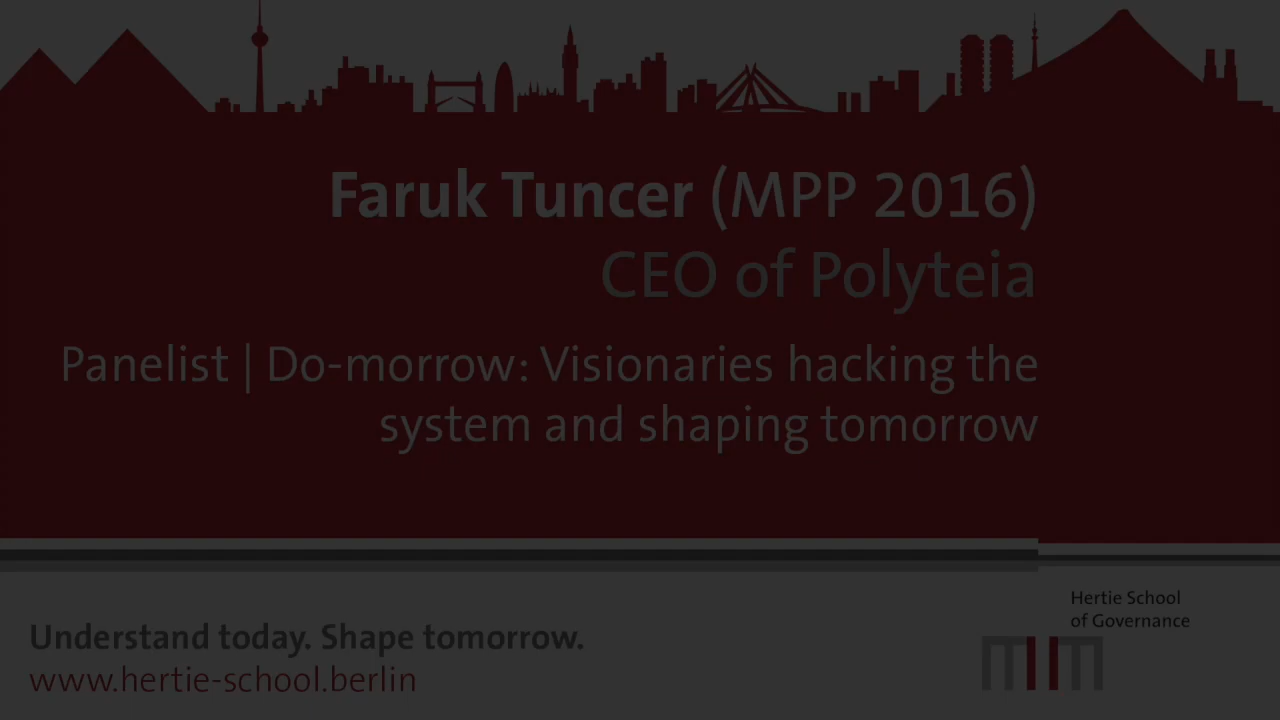 Faruk Tuncer (MPP 2016)
CEO of Polyteia
Panelist | Do-morrow: Visionaries hacking the
system and shaping tomorrow
Hertie School
of Governance
Understand today. Shape tomorrow.
www.hertie-school.berlin